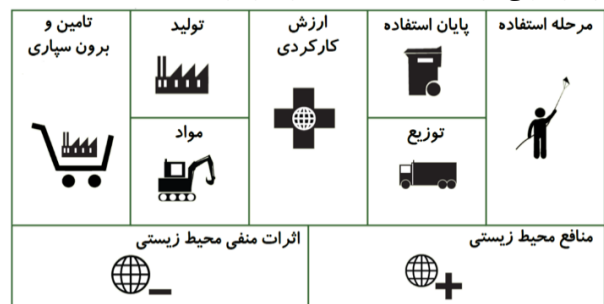 مرحله استفاده
پایان استفاده
توزیع
ارزش
کارکردی
تولید
مواد
تامین و
برون سپاری
منافع محیط زیستی
اثرات منفی محیط زیستی